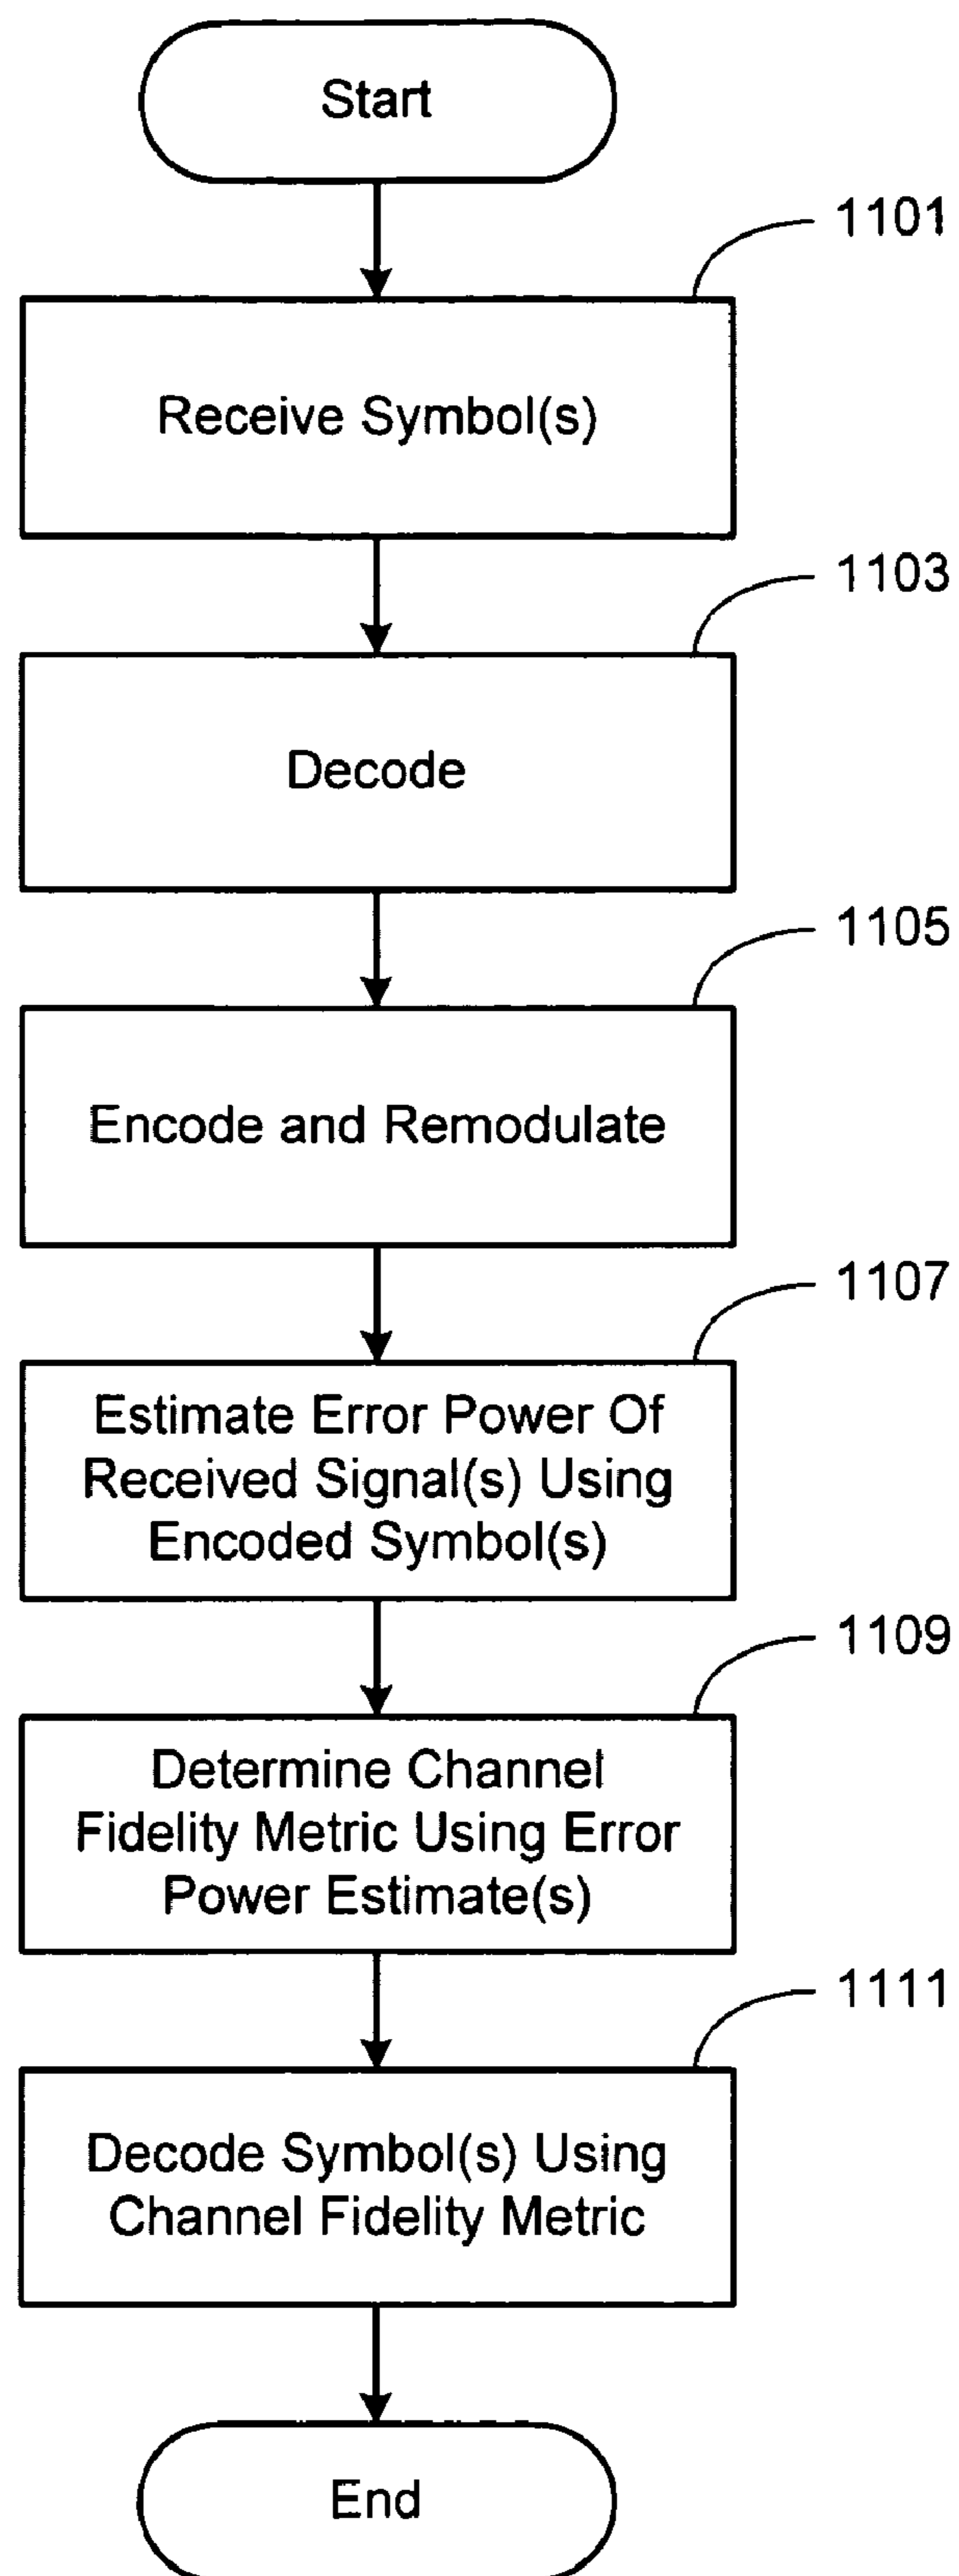 Start
1101
Receive Symbol(s)
1103
Decode
1105
Encode and Remodulate
1107
Estimate Error Power Of
Received Signal(s) Using
Encoded Symbol(s)
1109
Determine Channel
Fidelity Metric Using Error
Power Estimate(s)
1111
Decode Symbol(s) Using
Channel Fidelity Metric
End